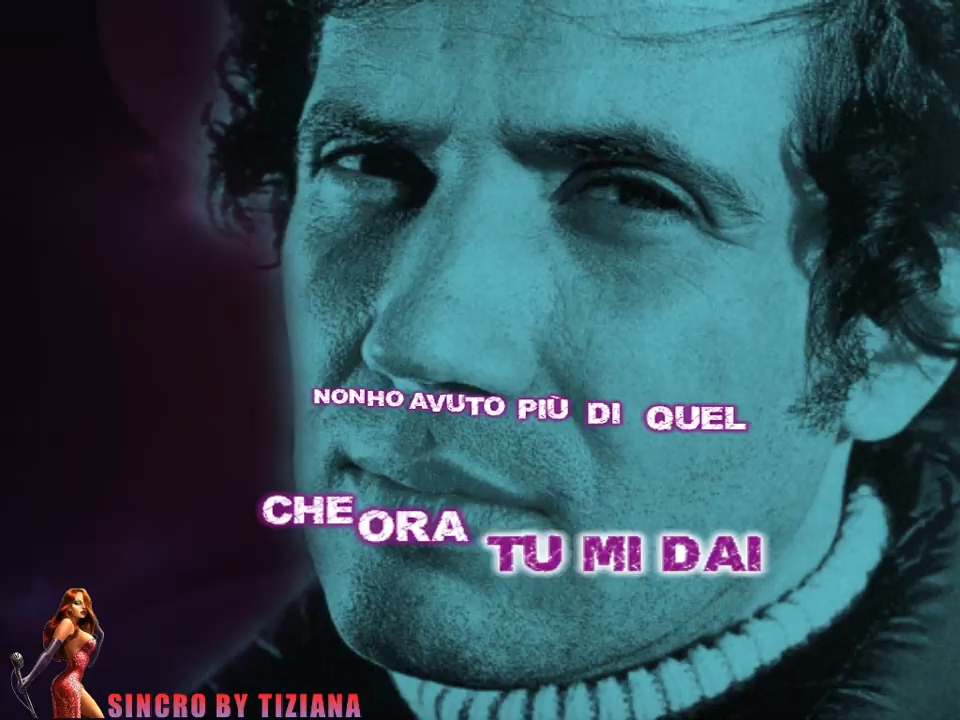 NONHO AVUTO PIÙ DI QUEL
CHE ORA TU MI DAI
SINCRO BY TIZIANA